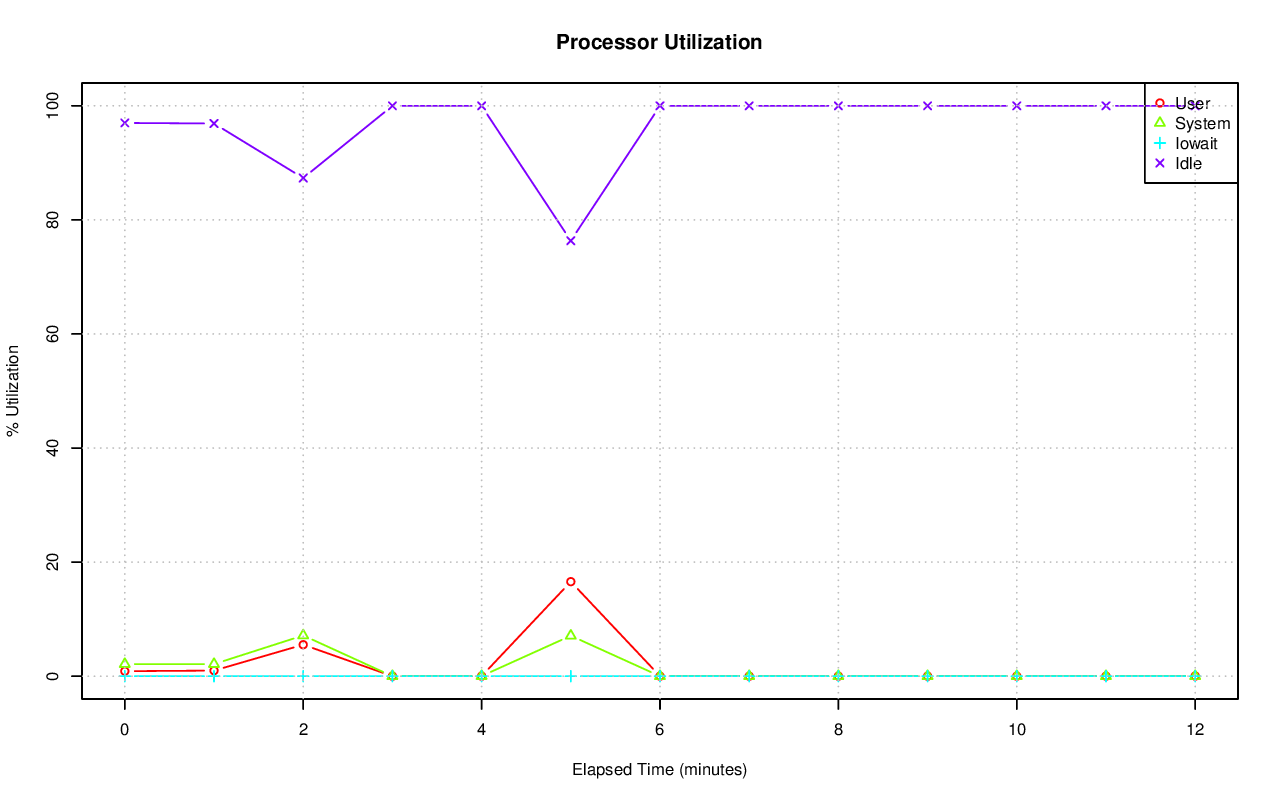 Processor Utilization
% Utilization
100
80
60
40
20
0
User
System
Iowait
Idle
0 2 4 6 8 10 12
Elapsed Time (minutes)